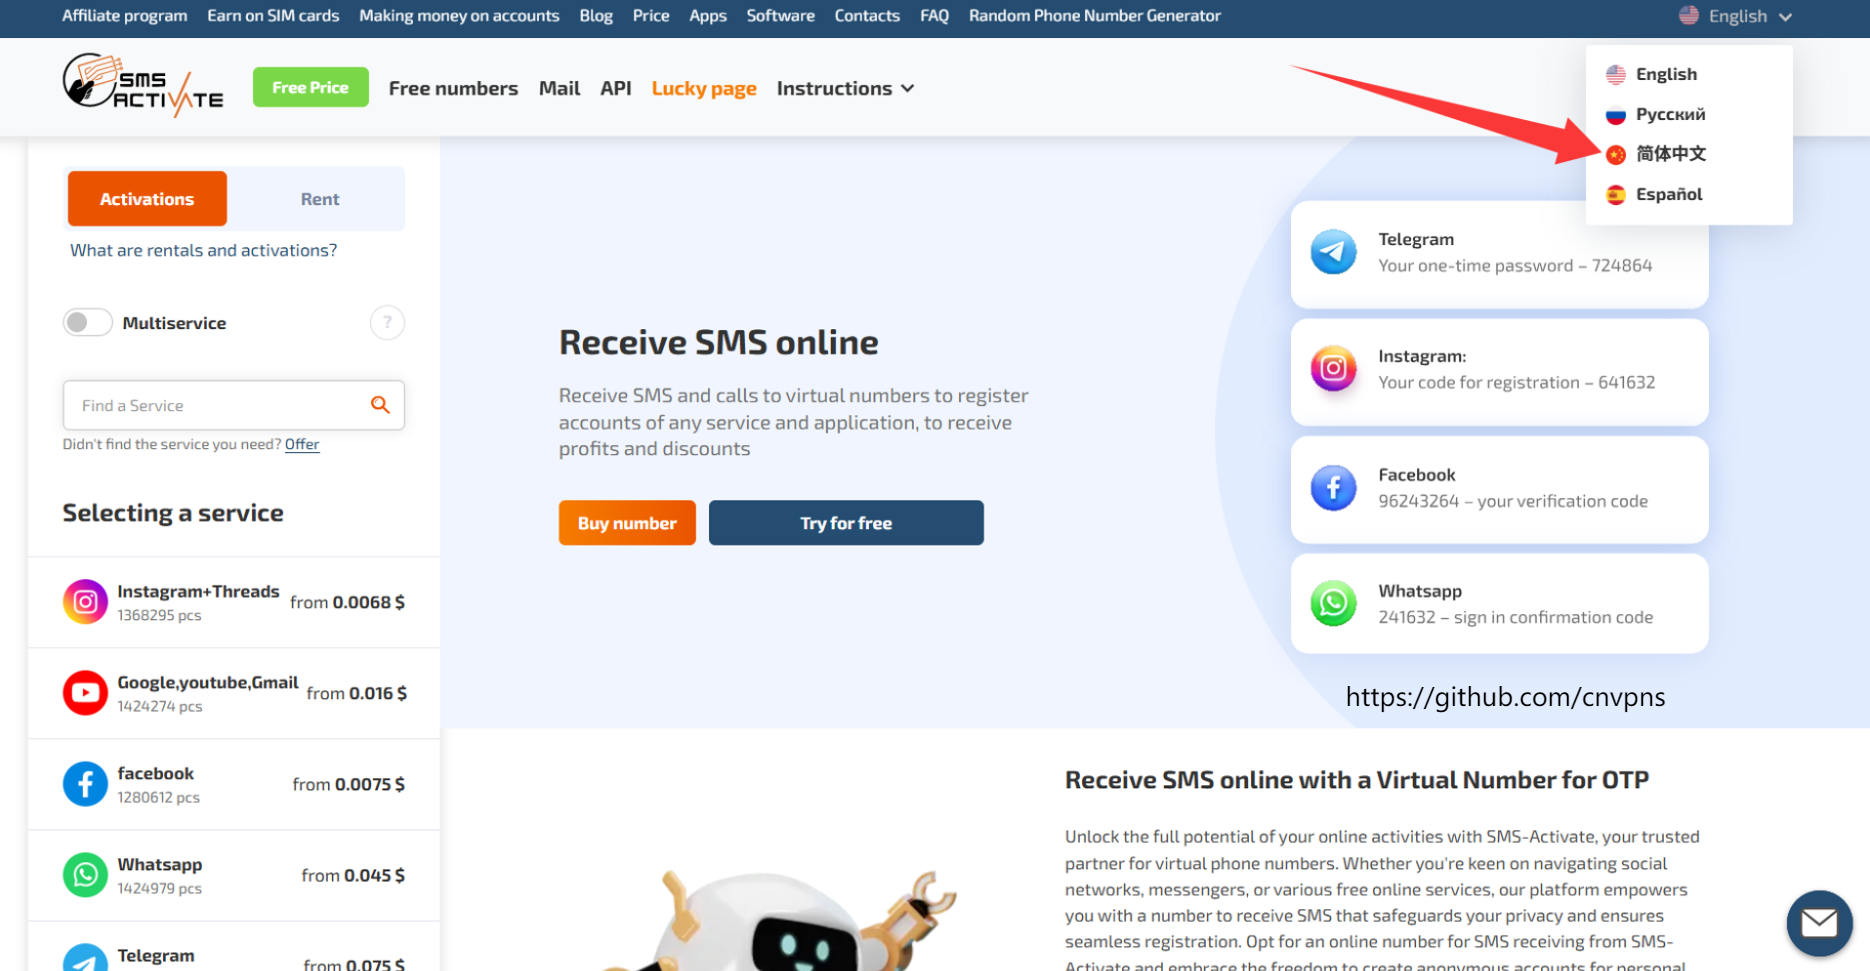 Affiliate program Earn on SIM cards Making money on accounts Blog Price Apps Software Contacts FAQ Random Phone Number Generator English
SMS
ACTIVATE
Free Price Free numbers Mail API Lucky page Instructions
English
Русский
简体中文
Español
Activations Rent
What are rentals and activations?
Multiservice ?
Find a Service
Didn't find the service you need? Offer
Selecting a service
Instagram+Threads
1368295 pcs
from 0.0068 $
Google,youtube,Gmail
1424274 pcs
from 0.016 $
facebook
1280612 pcs
from 0.0075 $
Whatsapp
1424979 pcs
from 0.045 $
Telegram
from 0.075 $
Receive SMS online
Receive SMS and calls to virtual numbers to register
accounts of any service and application, to receive
profits and discounts
Buy number Try for free
Telegram
Your one-time password – 724864
Instagram:
Your code for registration – 641632
Facebook
96243264 – your verification code
Whatsapp
241632 – sign in confirmation code
https://github.com/cnvpns
Receive SMS online with a Virtual Number for OTP
Unlock the full potential of your online activities with SMS-Activate, your trusted
partner for virtual phone numbers. Whether you're keen on navigating social
networks, messengers, or various free online services, our platform empowers
you with a number to receive SMS that safeguards your privacy and ensures
seamless registration. Opt for an online number for SMS receiving from SMS-
Activate and embrace the freedom to create anonymous accounts for personal